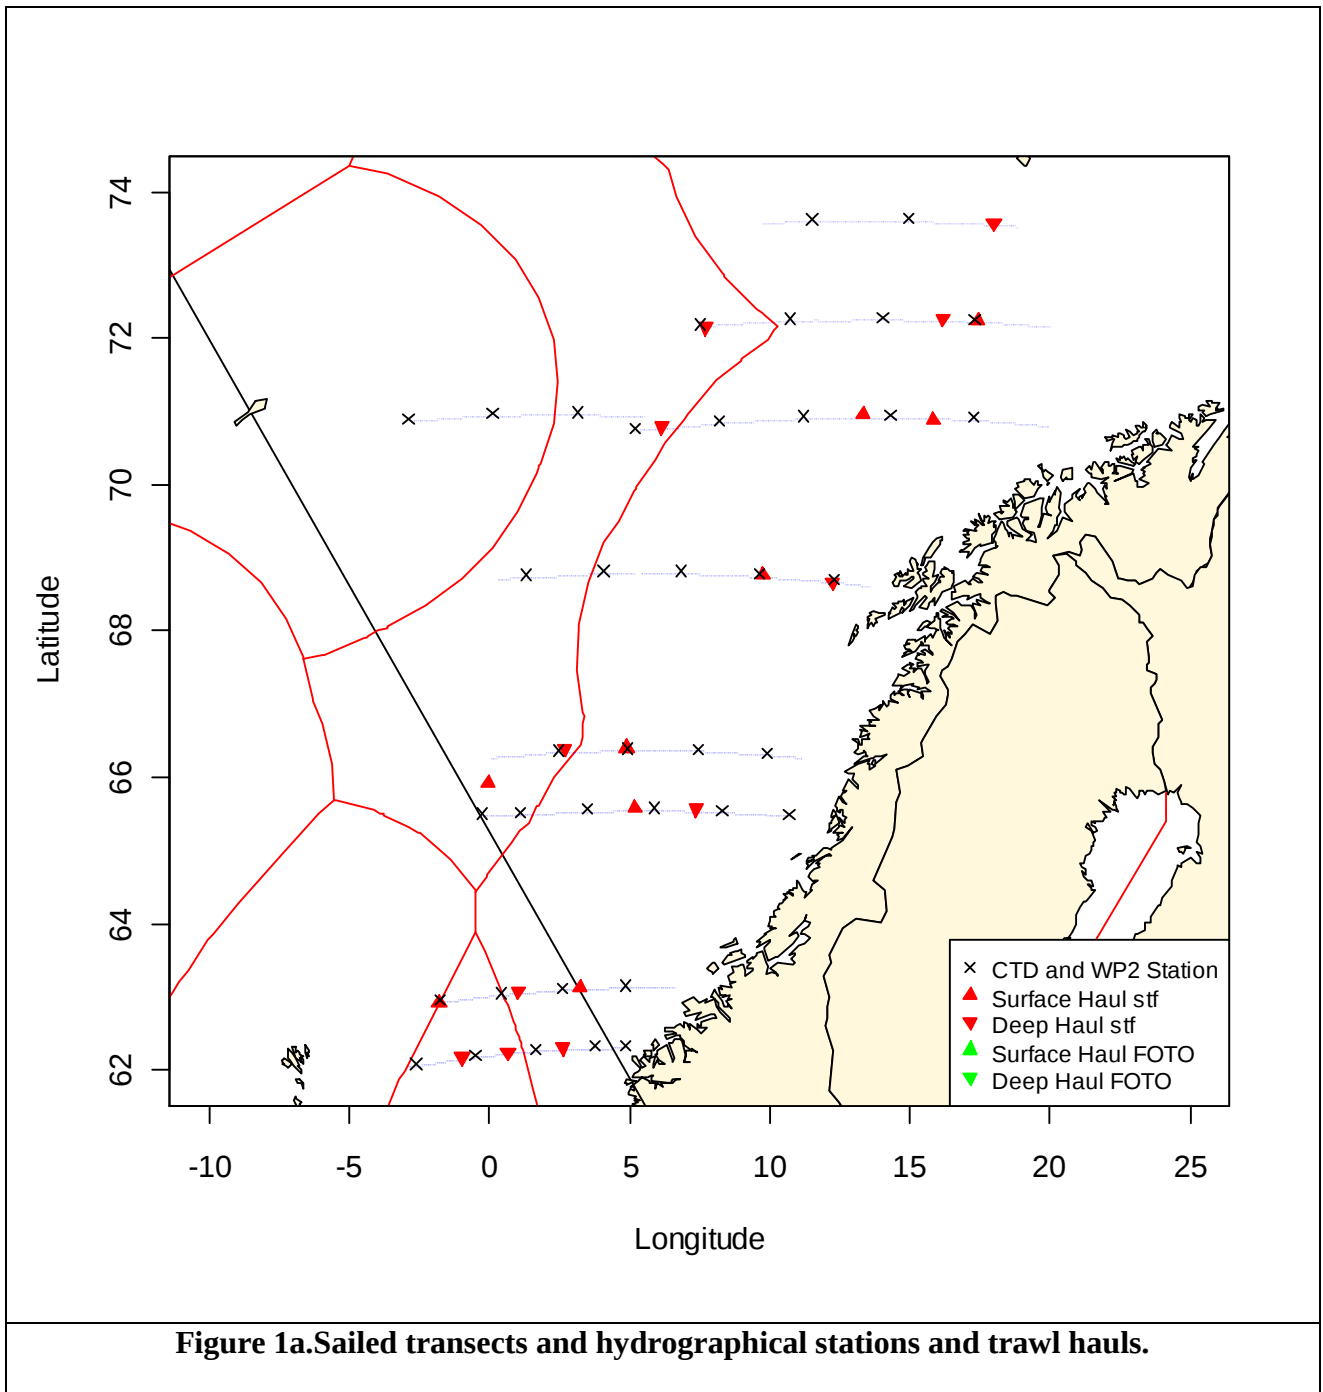 74
72
70
68
66
64
62
Latitude
CTD and WP2 Station
Surface Haul stf
Deep Haul stf
Surface Haul FOTO
Deep Haul FOTO
-10 -5 0 5 10 15 20 25
Longitude
Figure 1a.Sailed transects and hydrographical stations and trawl hauls.